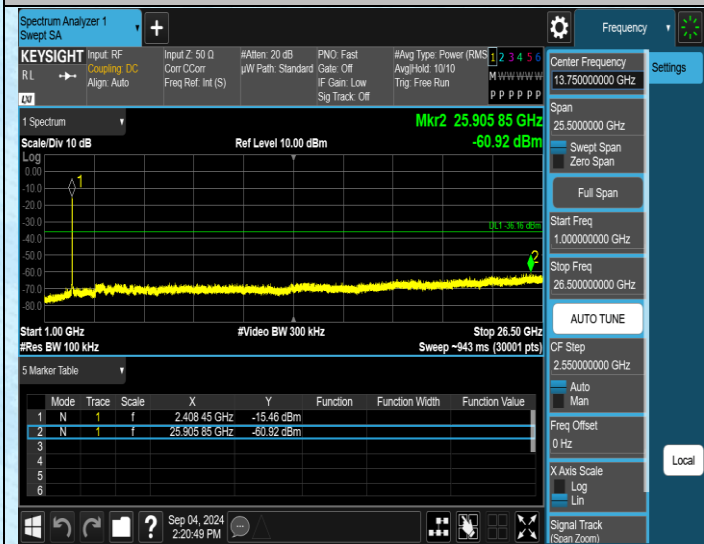 Spectrum Analyzer 1
Swept SA
+
Frequency
KEYSIGHT
RL
LXI
Input: RF
Coupling: DC
Align: Auto
Input Z: 50 Ω
Corr CCorr
Freq Ref: Int (S)
#Atten: 20 dB
µW Path: Standard
PNO: Fast
Gate: Off
IF Gain: Low
Sig Track: Off
#Avg Type: Power (RMS
Avg|Hold: 10/10
Trig: Free Run
1 2 3 4 5 6
M W W W W W
P P P P P P
1 Spectrum
Scale/Div 10 dB
Ref Level 10.00 dBm
Mkr2 25.905 85 GHz
-60.92 dBm
Log
0.00
-10.0
-20.0
-30.0
-40.0
-50.0
-60.0
-70.0
-80.0
1
DL1 -36.16 dBm
2
Start 1.00 GHz
#Video BW 300 kHz
Stop 26.50 GHz
#Res BW 100 kHz
Sweep ~943 ms (30001 pts)
5 Marker Table
Mode Trace Scale X Y Function Function Width Function Value
1 N 1 f 2.408 45 GHz -15.46 dBm
2 N 1 f 25.905 85 GHz -60.92 dBm
3
4
5
6
?
Sep 04, 2024
2:20:49 PM
Center Frequency
13.750000000 GHz
Settings
Span
25.5000000 GHz
Swept Span
Zero Span
Full Span
Start Freq
1.000000000 GHz
Stop Freq
26.500000000 GHz
AUTO TUNE
CF Step
2.550000000 GHz
Auto
Man
Freq Offset
0 Hz
X Axis Scale
Log
Lin
Local
Signal Track
(Span Zoom)